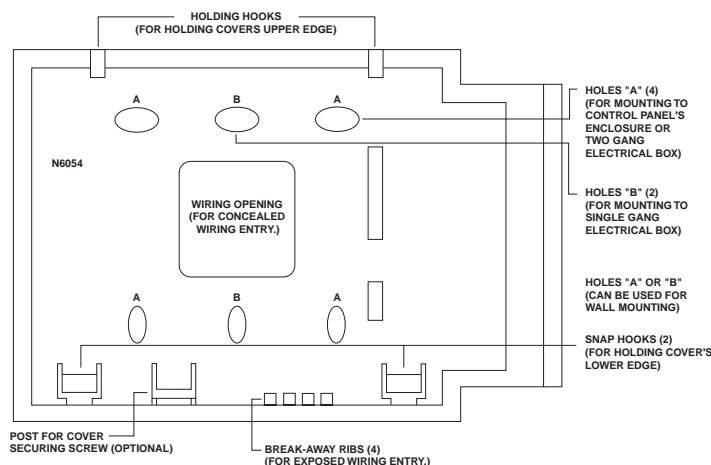 HOLDING HOOKS
(FOR HOLDING COVERS UPPER EDGE)
A
B
A
HOLES "A" (4)
(FOR MOUNTING TO
CONTROL PANEL'S
ENCLOSURE OR
TWO GANG
ELECTRICAL BOX)
N6054
WIRING OPENING
(FOR CONCEALED
WIRING ENTRY.)
HOLES "B" (2)
(FOR MOUNTING TO
SINGLE GANG
ELECTRICAL BOX)
HOLES "A" OR "B"
(CAN BE USED FOR
WALL MOUNTING)
A
B
A
SNAP HOOKS (2)
(FOR HOLDING COVER'S
LOWER EDGE)
POST FOR COVER
SECURING SCREW (OPTIONAL)
BREAK-AWAY RIBS (4)
(FOR EXPOSED WIRING ENTRY.)